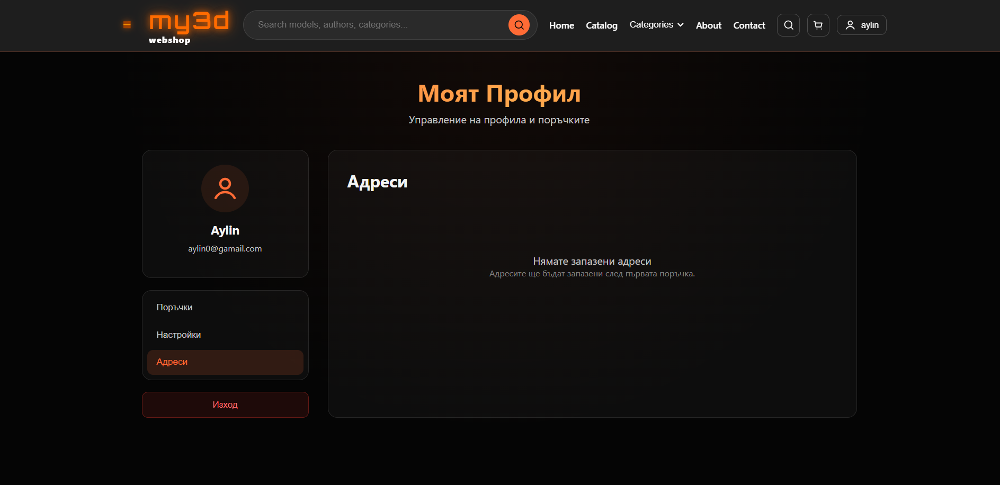 my3d
webshop
Search models, authors, categories...
Home
Catalog
Categories
About
Contact
aylin
Моят Профил
Управление на профила и поръчките
Aylin
aylin0@gamail.com
Поръчки
Настройки
Адреси
Изход
Адреси
Нямате запазени адреси
Адресите ще бъдат запазени след първата поръчка.